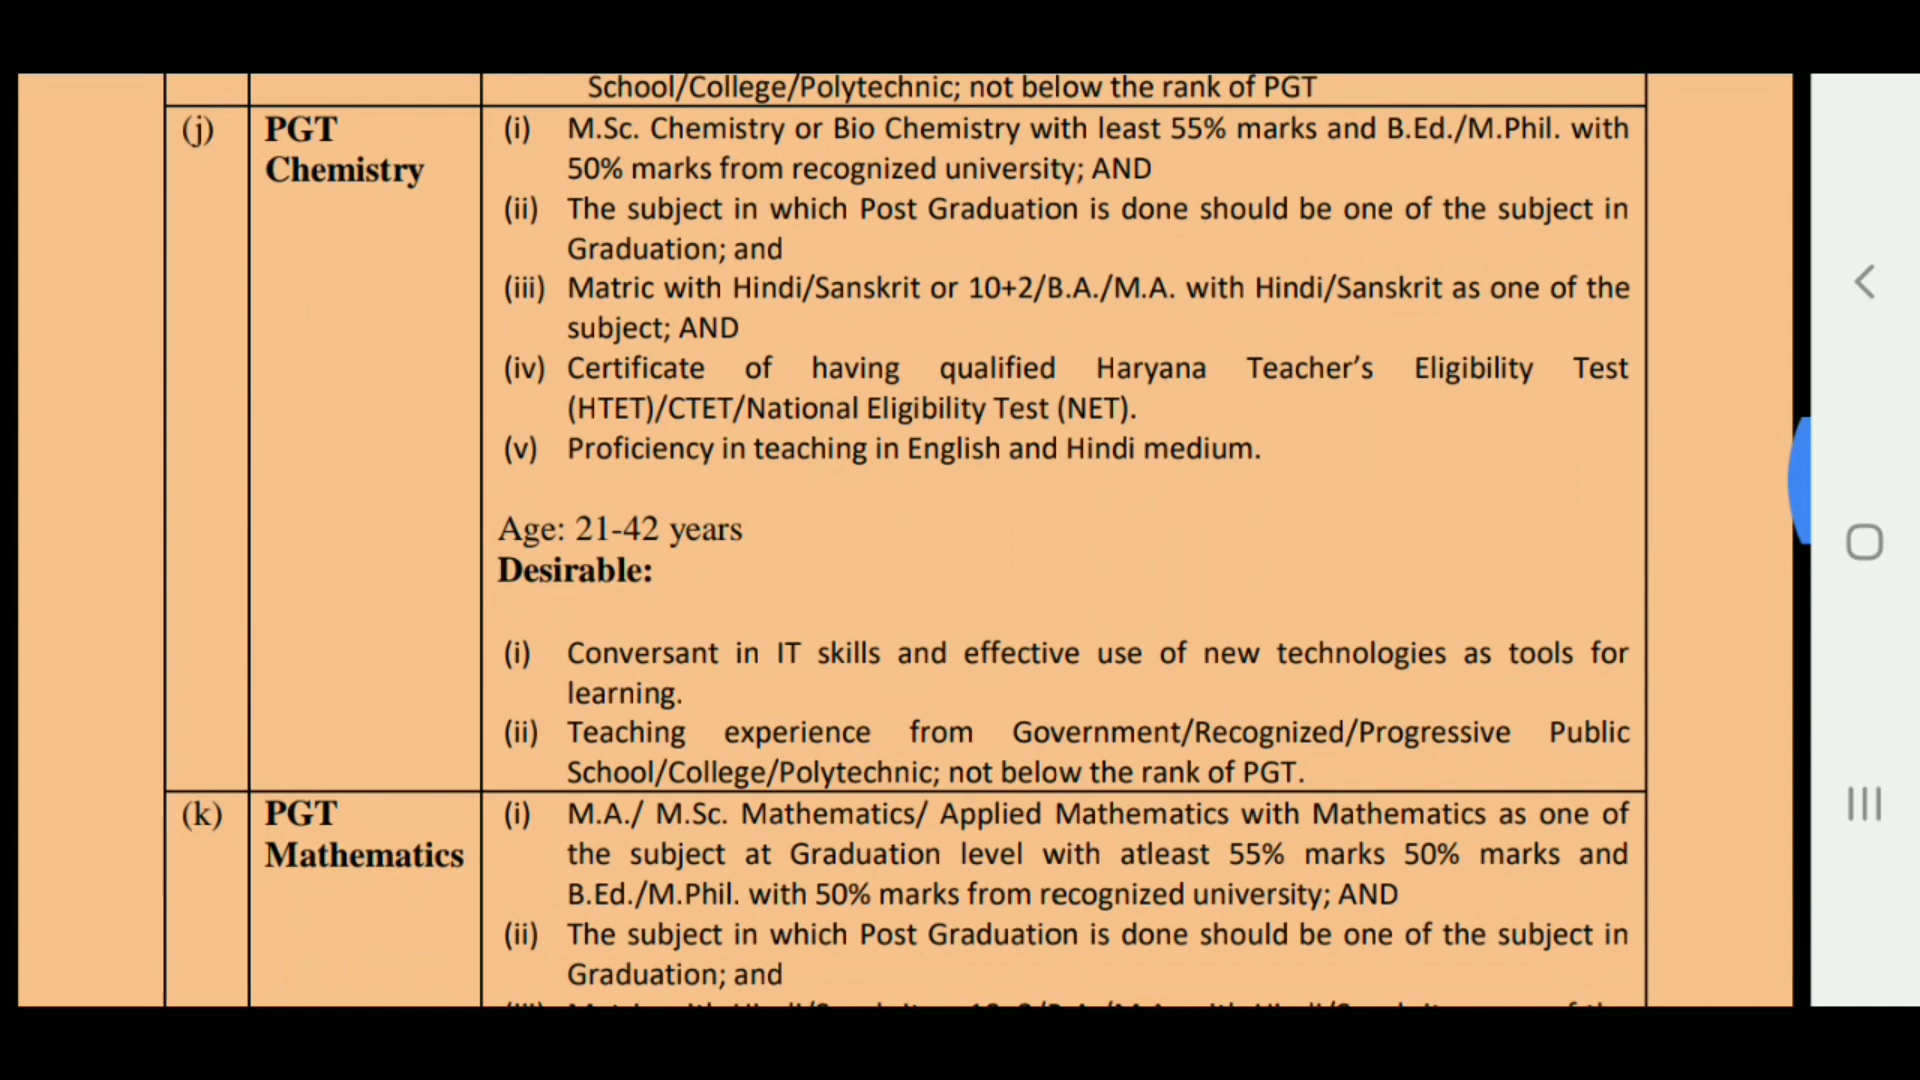 School/College/Polytechnic; not below the rank of PGT
(j) PGT Chemistry
(i) M.Sc. Chemistry or Bio Chemistry with least 55% marks and B.Ed./M.Phil. with
50% marks from recognized university; AND
(ii) The subject in which Post Graduation is done should be one of the subject in
Graduation; and
(iii) Matric with Hindi/Sanskrit or 10+2/B.A./M.A. with Hindi/Sanskrit as one of the
subject; AND
(iv) Certificate of having qualified Haryana Teacher’s Eligibility Test
(HTET)/CTET/National Eligibility Test (NET).
(v) Proficiency in teaching in English and Hindi medium.
Age: 21-42 years
Desirable:
(i) Conversant in IT skills and effective use of new technologies as tools for
learning.
(ii) Teaching experience from Government/Recognized/Progressive Public
School/College/Polytechnic; not below the rank of PGT.
(k) PGT Mathematics
(i) M.A./ M.Sc. Mathematics/ Applied Mathematics with Mathematics as one of
the subject at Graduation level with atleast 55% marks 50% marks and
B.Ed./M.Phil. with 50% marks from recognized university; AND
(ii) The subject in which Post Graduation is done should be one of the subject in
Graduation; and